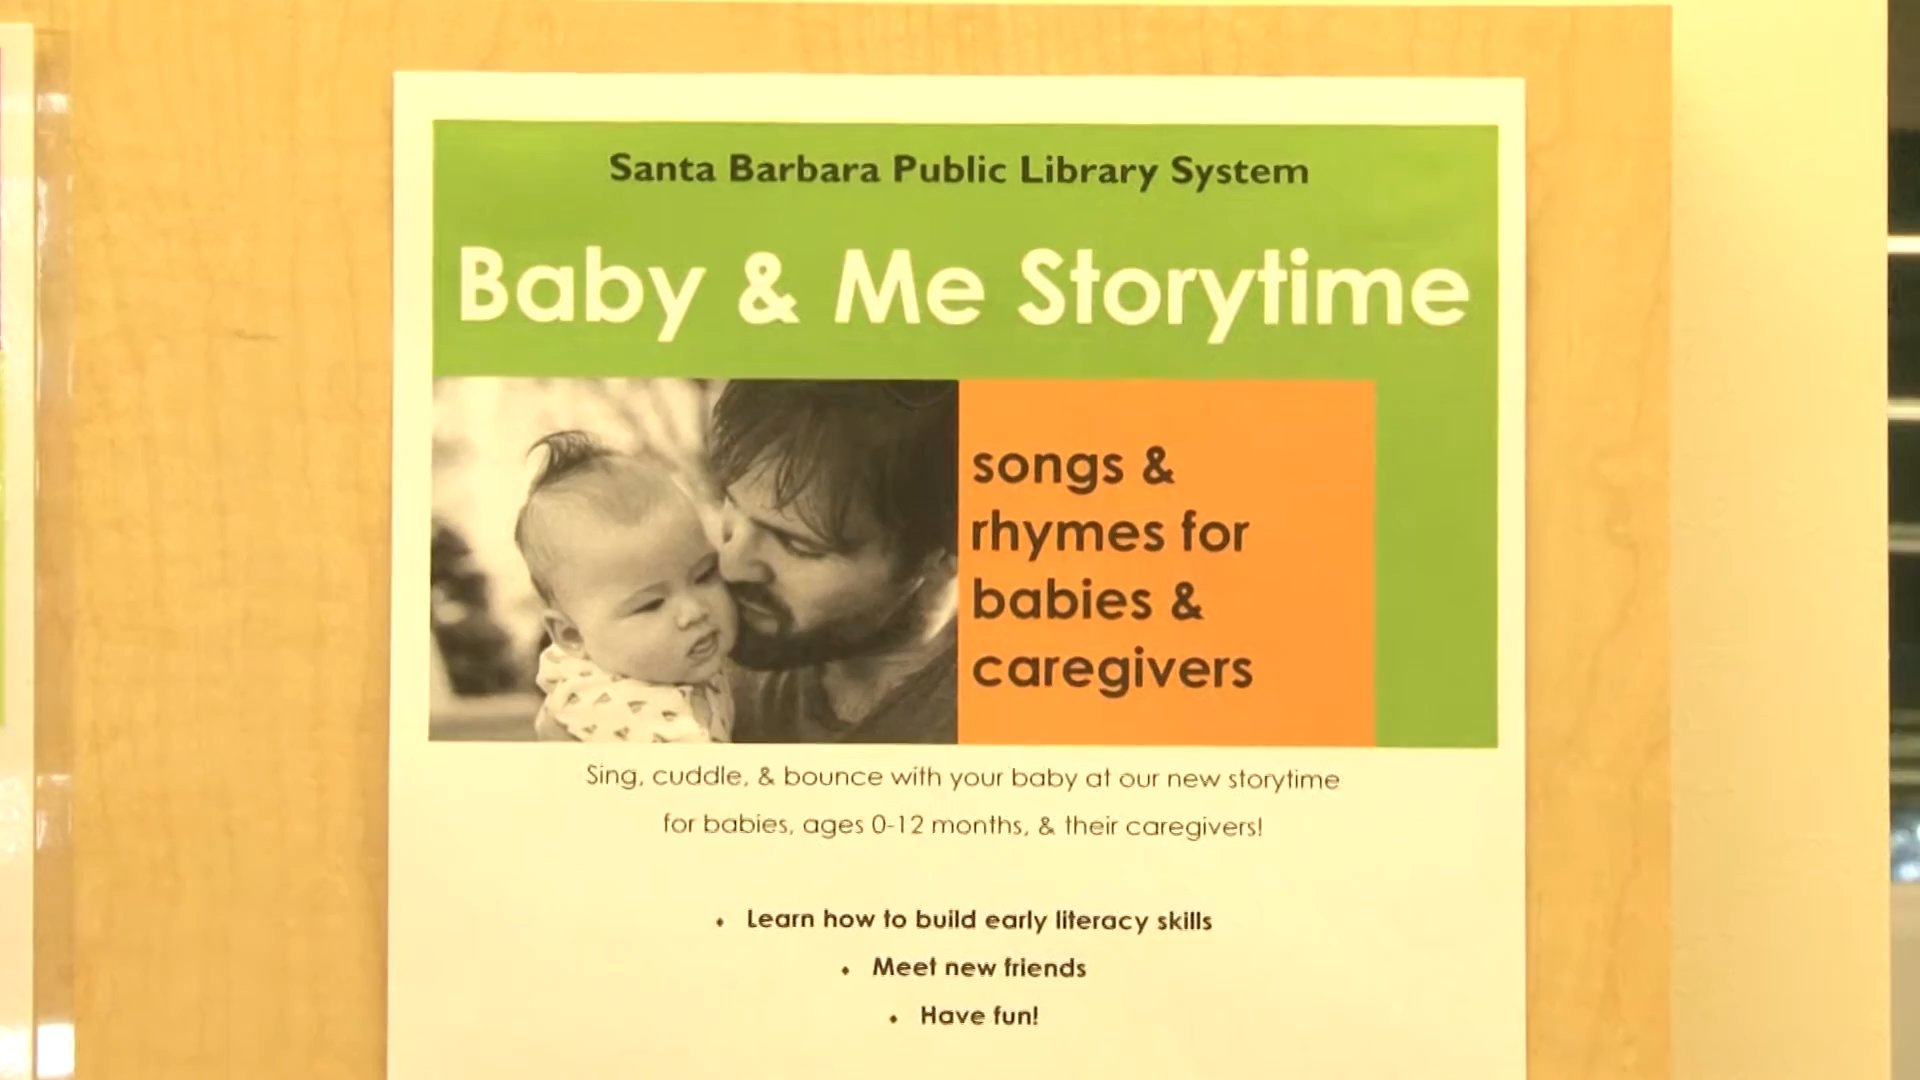 Santa Barbara Public Library System
Baby & Me Storytime
songs &
rhymes for
babies &
caregivers
Sing, cuddle, & bounce with your baby at our new storytime
for babies, ages 0-12 months, & their caregivers!
• Learn how to build early literacy skills
• Meet new friends
• Have fun!